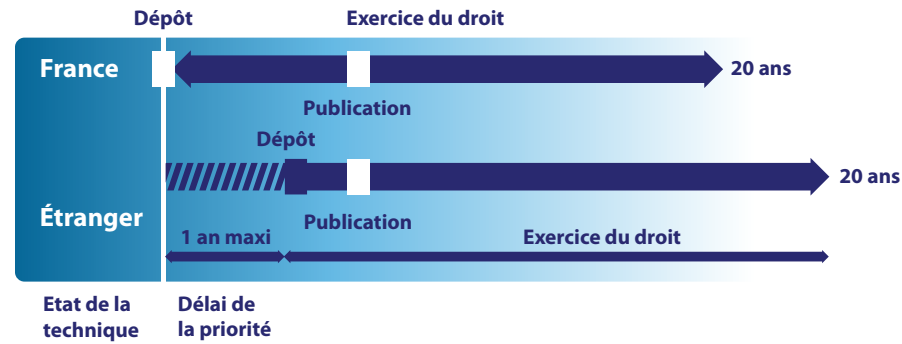 Dépôt
Exercice du droit
France
20 ans
Publication
Dépôt
20 ans
Étranger
Publication
1 an maxi
Exercice du droit
Etat de la
technique
Délai de
la priorité